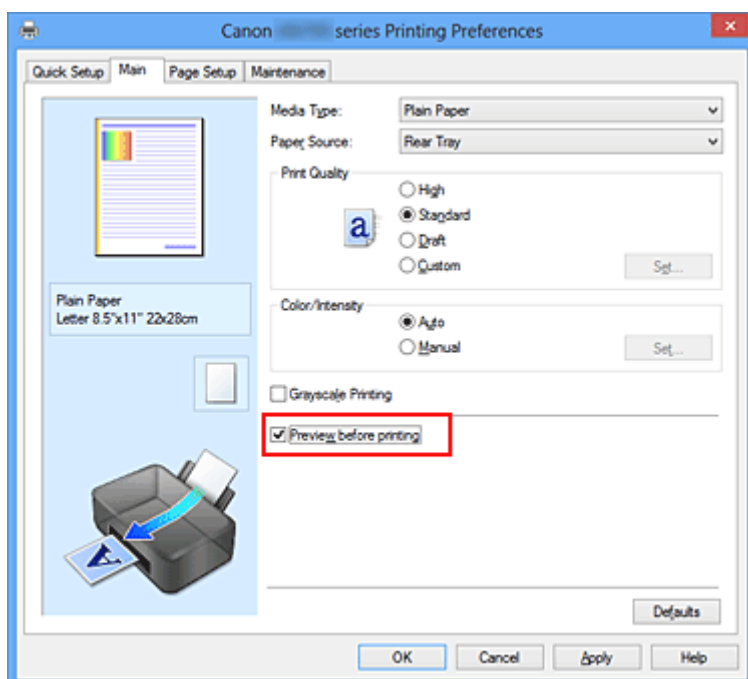 Canon series Printing Preferences
Quick Setup Main Page Setup Maintenance
Media Type: Plain Paper
Paper Source: Rear Tray
Print Quality
High
a Standard
Draft
Custom Set...
Plain Paper
Letter 8.5"x11" 22x28cm
Color/Intensity
Auto
Manual Set...
Grayscale Printing
Preview before printing
A
Defaults
OK Cancel Apply Help